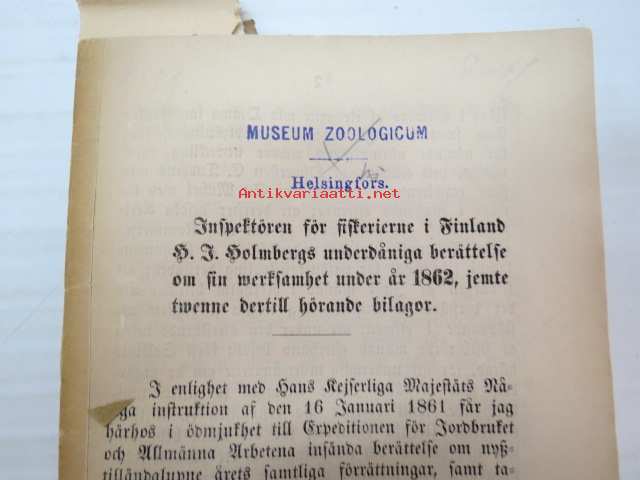 MUSEUM ZOOLOGICUM
Helsingfors.
Antikvariaatti.net
Inspektören för fiskerierne i Finland
H. J. Holmbergs underdåniga berättelse
om sin werksamhet under år 1862, jemte
twenne dertill hörande bilagor.
I enlighet med Hans Kejserliga Majestäts Nå-
instruktion af den 16 Januari 1861 får jag
härhos i ödmjukhet till Expeditionen för Jordbruket
och Allmänna Arbetena insända berättelse om nyß-
tilländalupne årets samtliga förrättningar, samt ta-